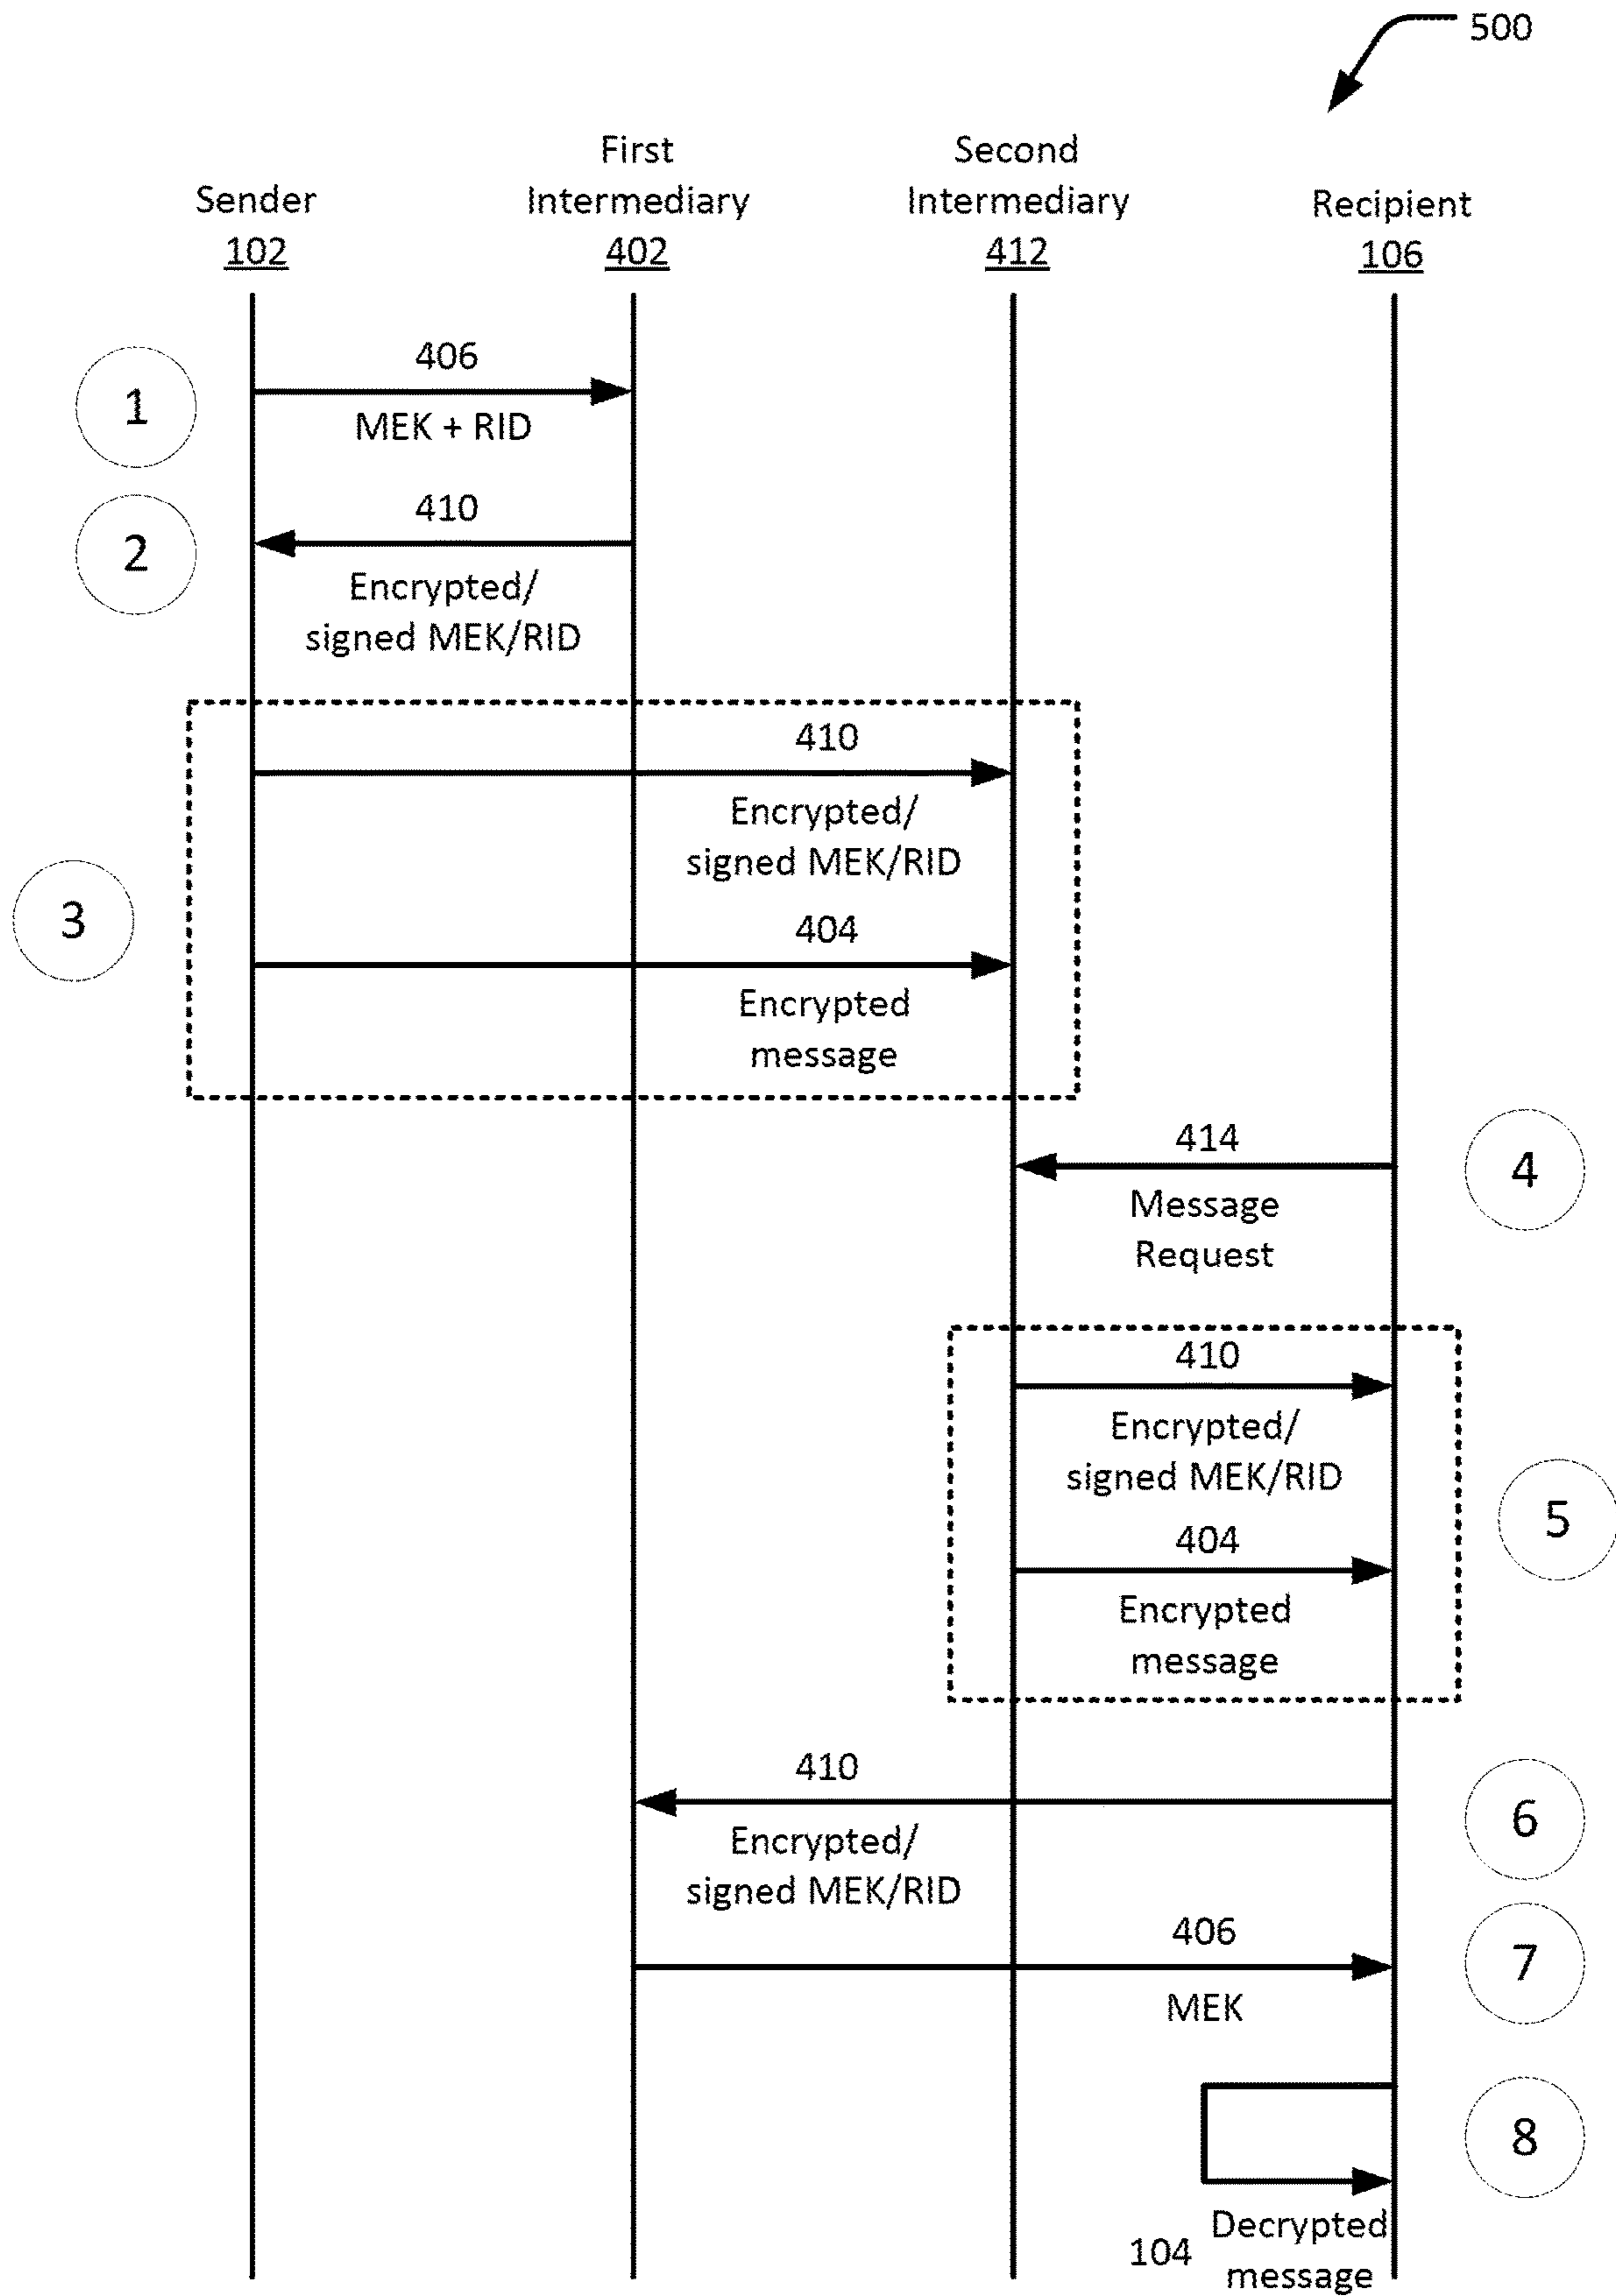 500
First
Intermediary
402
Second
Intermediary
412
Sender
102
Recipient
106
1
406
MEK + RID
2
410
Encrypted/
signed MEK/RID
3
410
Encrypted/
signed MEK/RID
404
Encrypted
message
414
Message
Request
4
410
Encrypted/
signed MEK/RID
404
Encrypted
message
5
410
Encrypted/
signed MEK/RID
6
406
MEK
7
8
104
Decrypted
message